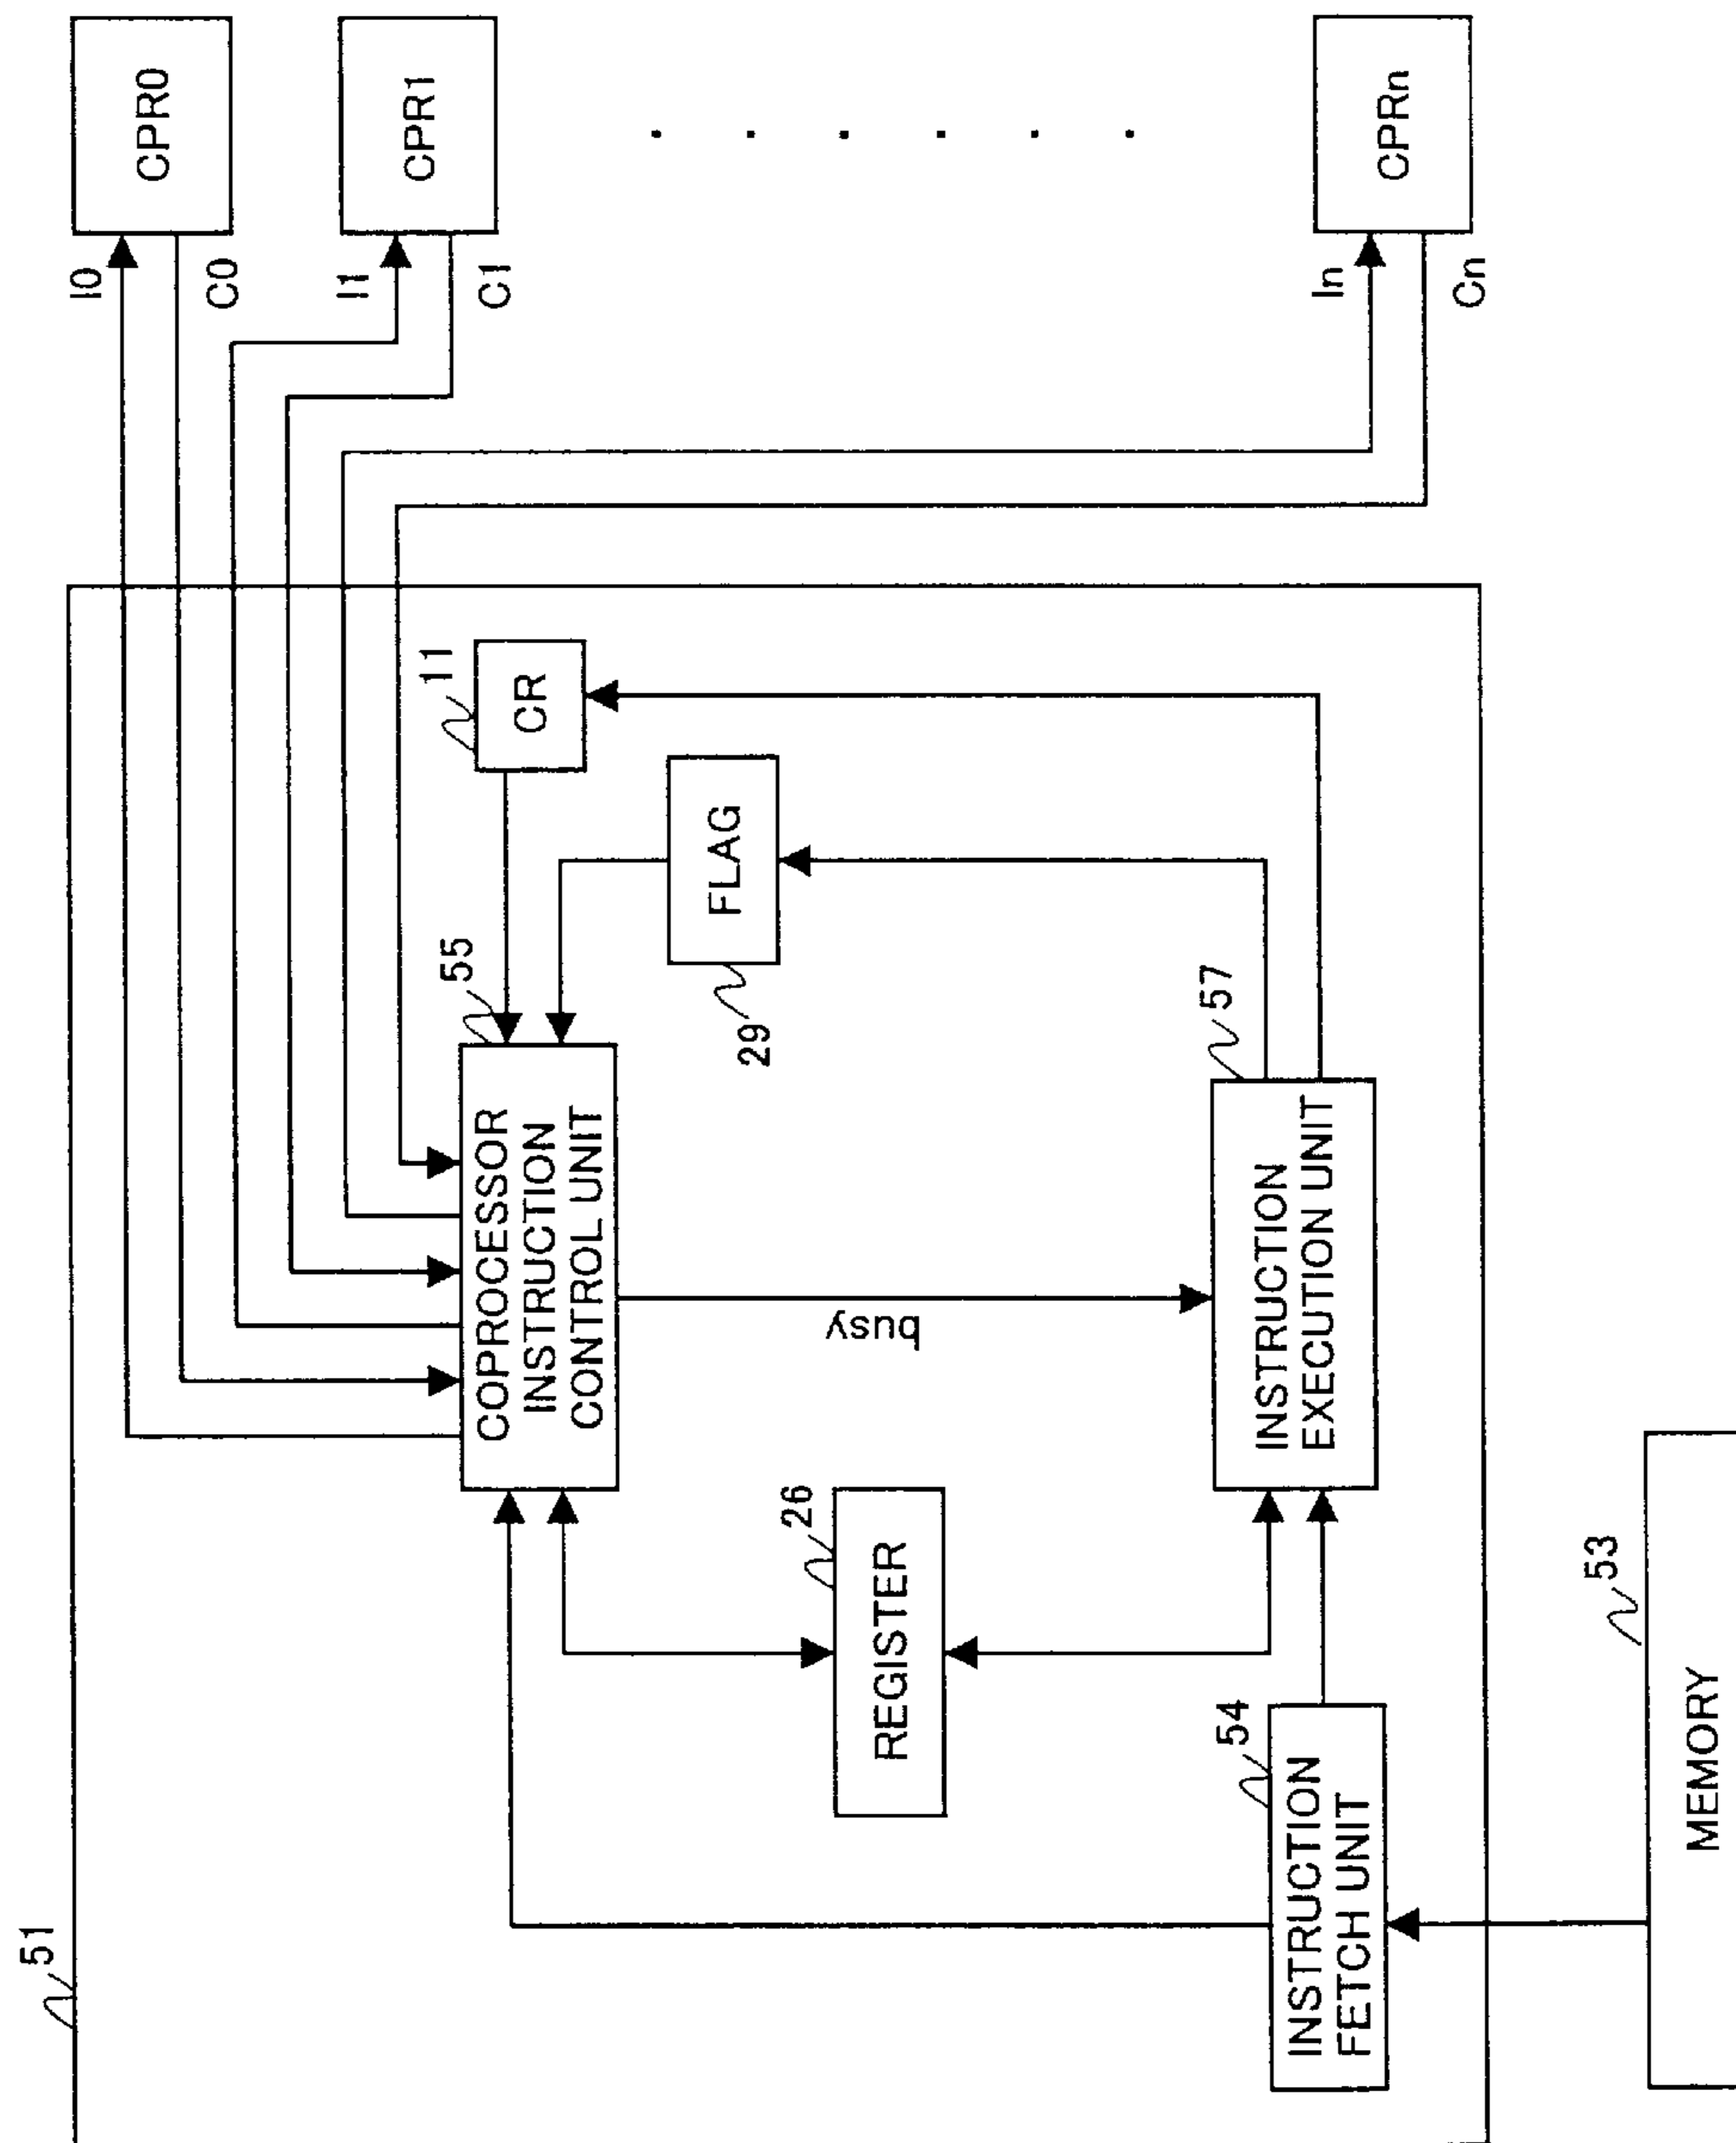 51
CPR0
I0
C0
CPR1
I1
C1
CPRn
In
Cn
11
CR
FLAG
29
55
COPROCESSOR
INSTRUCTION
CONTROL UNIT
busy
57
INSTRUCTION
EXECUTION UNIT
26
REGISTER
54
INSTRUCTION
FETCH UNIT
53
MEMORY